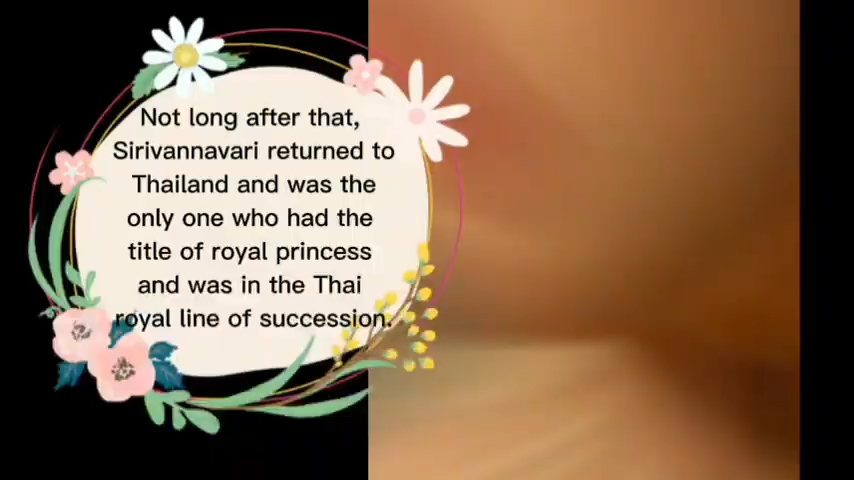 Not long after that,
Sirivannavari returned to
Thailand and was the
only one who had the
title of royal princess
and was in the Thai
royal line of succession.